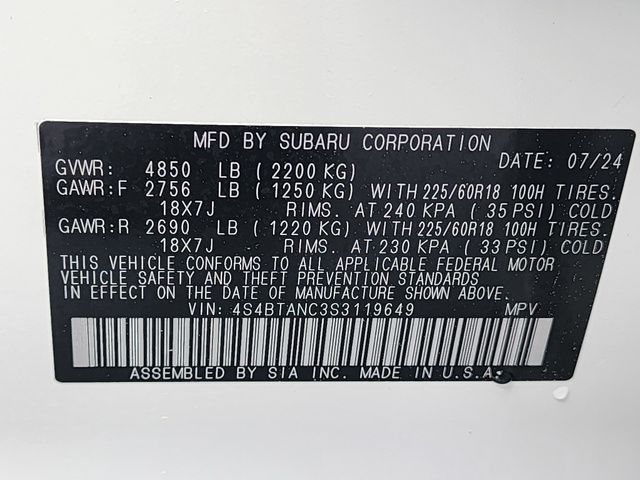 MFD BY SUBARU CORPORATION
GVWR: 4850 LB (2200 KG) DATE: 07/24
GAWR:F 2756 LB (1250 KG) WITH 225/60R18 100H TIRES.
18X7J RIMS. AT 240 KPA (35 PSI) COLD
GAWR:R 2690 LB (1220 KG) WITH 225/60R18 100H TIRES.
18X7J RIMS. AT 230 KPA (33 PSI) COLD
THIS VEHICLE CONFORMS TO ALL APPLICABLE FEDERAL MOTOR
VEHICLE SAFETY AND THEFT PREVENTION STANDARDS
IN EFFECT ON THE DATE OF MANUFACTURE SHOWN ABOVE.
VIN: 4S4BTANC3S3119649 MPV
ASSEMBLED BY SIA INC. MADE IN U.S.A.